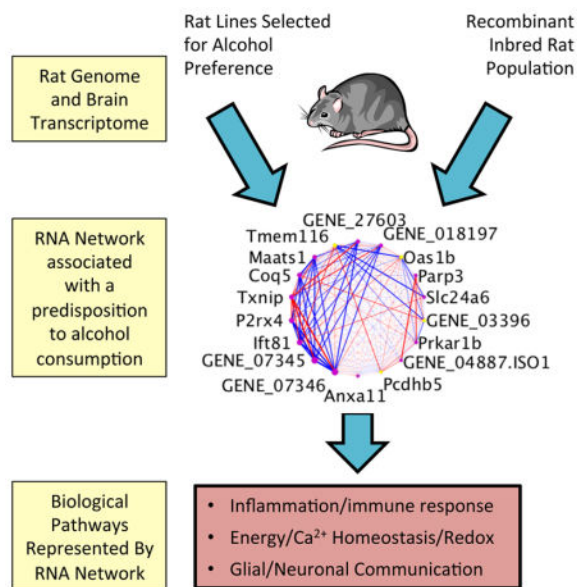 Rat Lines Selected
for Alcohol
Preference
Recombinant
Inbred Rat
Population
Rat Genome
and Brain
Transcriptome
RNA Network
associated
with a
predisposition
to alcohol
consumption
GENE_27603
Tmem116
GENE_018197
Maats1
Oas1b
Coq5
Parp3
Txnip
Slc24a6
P2rx4
GENE_03396
Ift81
Prkar1b
GENE_07345
GENE_04887.ISO1
GENE_07346
Pcdhb5
Anxa11
Biological
Pathways
Represented By
RNA Network
• Inflammation/immune response
• Energy/Ca²⁺ Homeostasis/Redox
• Glial/Neuronal Communication